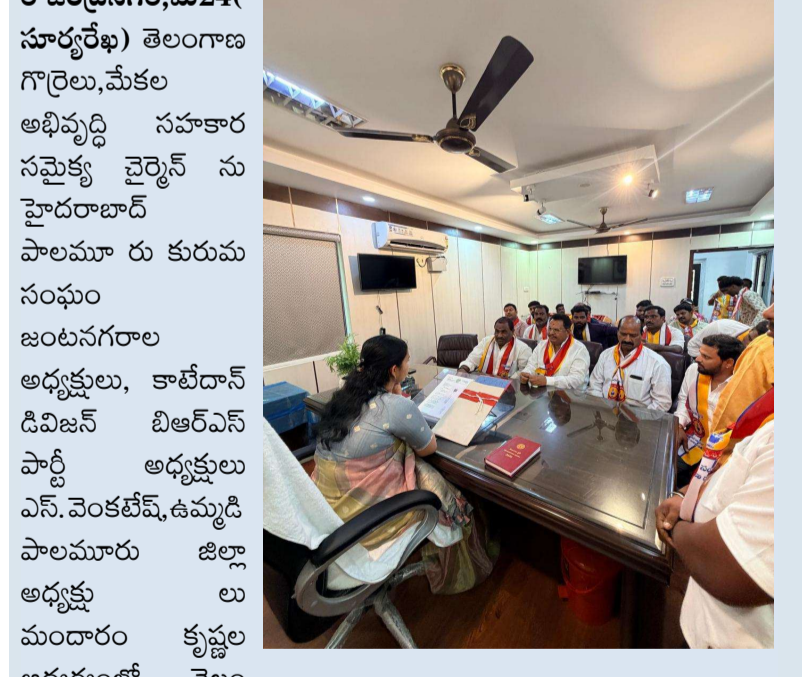 (సూర్యరేఖ) తెలంగాణ
గొర్రెలు,మేకల
అభివృద్ధి సహకార
సమైక్య చైర్మెన్ ను
హైదరాబాద్
పాలమూ రు కురుమ
సంఘం
జంటనగరాల
అధ్యక్షులు, కాటేదాన్
డివిజన్ బిఆర్ఎస్
పార్టీ అధ్యక్షులు
ఎస్.వెంకటేష్,ఉమ్మడి
పాలమూరు జిల్లా
అధ్యక్షు లు
మందారం కృష్ణల